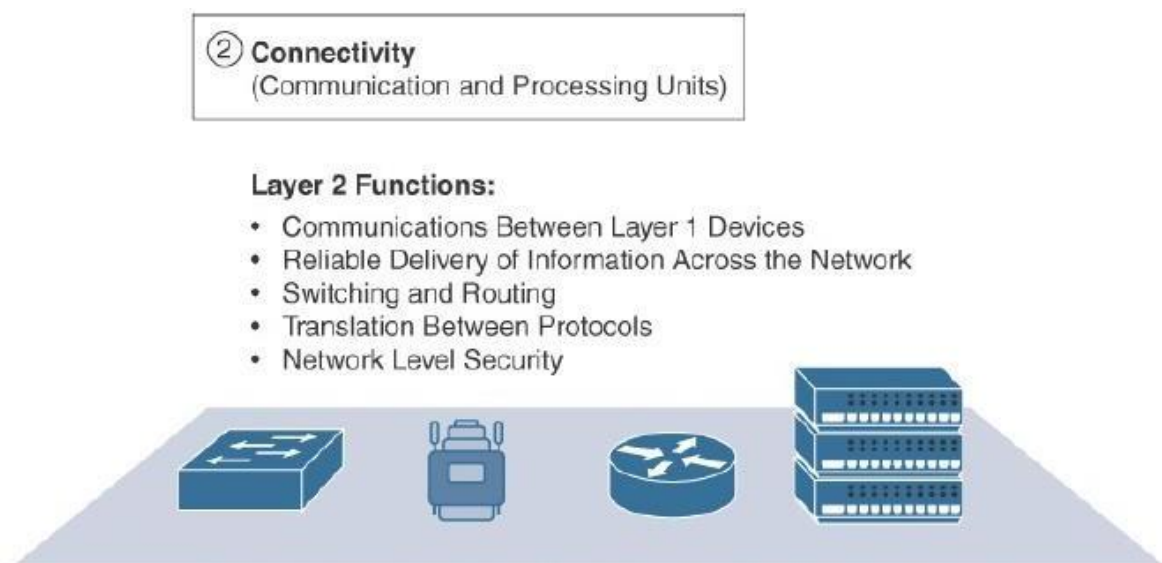 ② Connectivity
(Communication and Processing Units)
Layer 2 Functions:
• Communications Between Layer 1 Devices
• Reliable Delivery of Information Across the Network
• Switching and Routing
• Translation Between Protocols
• Network Level Security